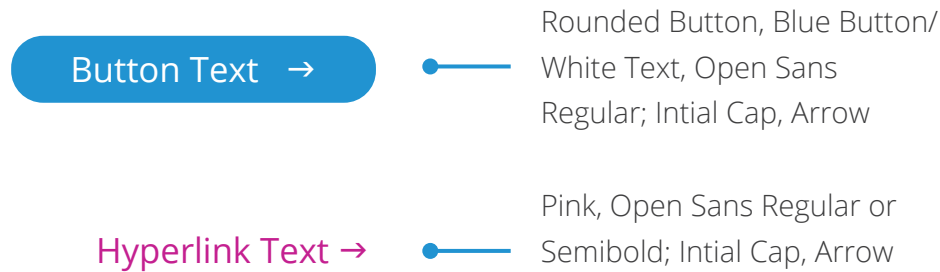 Button Text →
Rounded Button, Blue Button/
White Text, Open Sans
Regular; Intial Cap, Arrow
Hyperlink Text →
Pink, Open Sans Regular or
Semibold; Intial Cap, Arrow